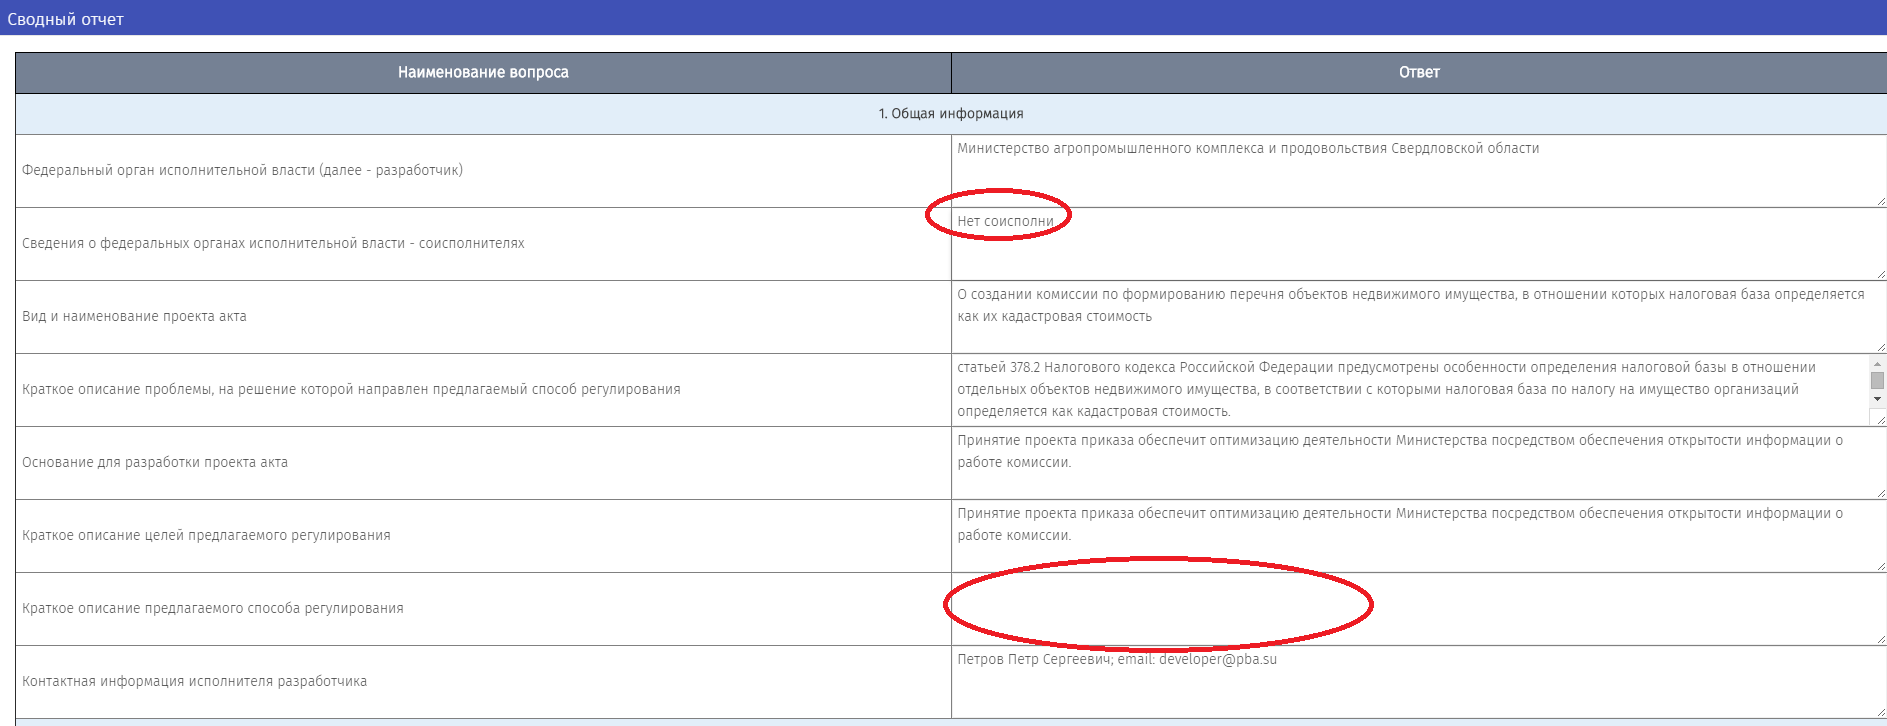 Сводный отчет
Наименование вопроса
Ответ
1. Общая информация
Федеральный орган исполнительной власти (далее - разработчик)
Министерство агропромышленного комплекса и продовольствия Свердловской области
Сведения о федеральных органах исполнительной власти - соисполнителях
Нет соисполни
Вид и наименование проекта акта
О создании комиссии по формированию перечня объектов недвижимого имущества, в отношении которых налоговая база определяется
как их кадастровая стоимость
Краткое описание проблемы, на решение которой направлен предлагаемый способ регулирования
статьей 378.2 Налогового кодекса Российской Федерации предусмотрены особенности определения налоговой базы в отношении
отдельных объектов недвижимого имущества, в соответствии с которыми налоговая база по налогу на имущество организаций
определяется как кадастровая стоимость.
Основание для разработки проекта акта
Принятие проекта приказа обеспечит оптимизацию деятельности Министерства посредством обеспечения открытости информации о
работе комиссии.
Краткое описание целей предлагаемого регулирования
Принятие проекта приказа обеспечит оптимизацию деятельности Министерства посредством обеспечения открытости информации о
работе комиссии.
Краткое описание предлагаемого способа регулирования
Контактная информация исполнителя разработчика
Петров Петр Сергеевич; email: developer@pba.su